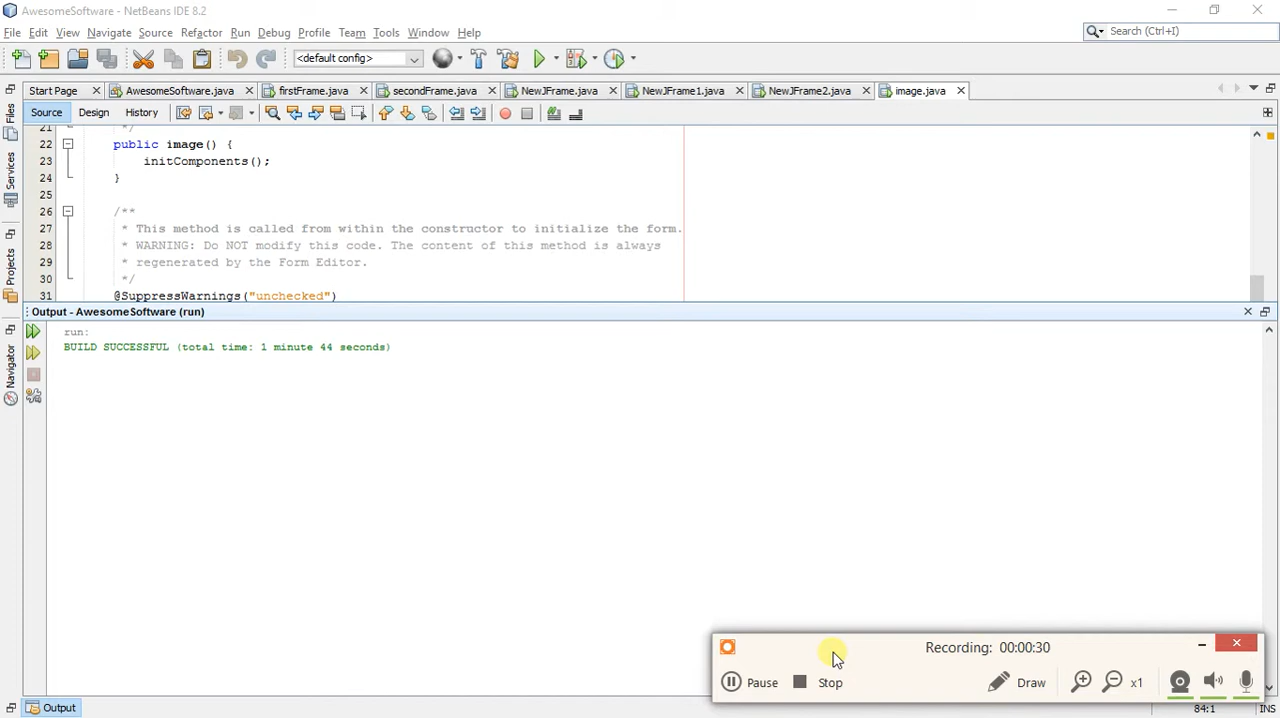 AwesomeSoftware - NetBeans IDE 8.2
File Edit View Navigate Source Refactor Run Debug Profile Team Tools Window Help
Search (Ctrl+I)
<default config>
Start Page AwesomeSoftware.java firstFrame.java secondFrame.java NewJFrame.java NewJFrame1.java NewJFrame2.java image.java
Source Design History
Files
Services
Projects
Navigator
21 */
22 public image() {
23 initComponents();
24 }
25
26 /**
27 * This method is called from within the constructor to initialize the form.
28 * WARNING: Do NOT modify this code. The content of this method is always
29 * regenerated by the Form Editor.
30 */
31 @SuppressWarnings("unchecked")
Output - AwesomeSoftware (run)
run:
BUILD SUCCESSFUL (total time: 1 minute 44 seconds)
Recording: 00:00:30
Pause Stop Draw x1
Output
84:1 INS